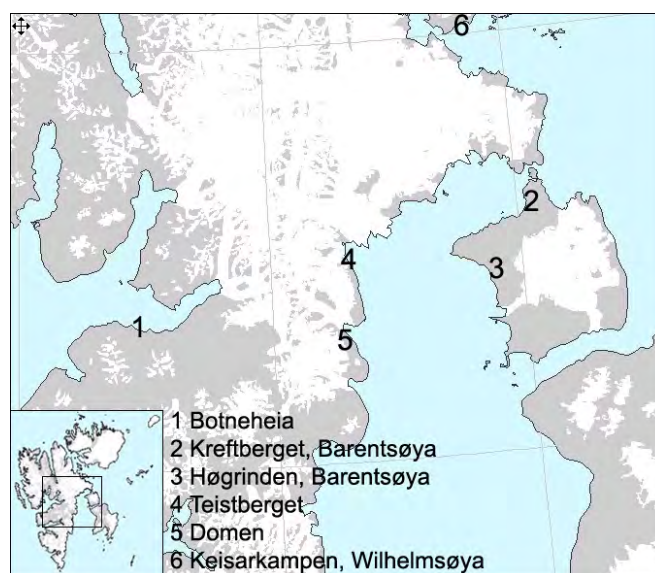 6
2
4
3
1
5
1 Botneheia
2 Kreftberget, Barentsøya
3 Høgrinden, Barentsøya
4 Teistberget
5 Domen
6 Keisarkampen, Wilhelmsøya